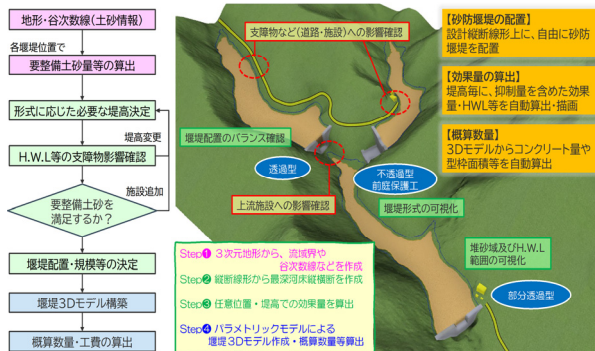 地形・谷次数線(土砂情報)
各堰堤位置で
要整備土砂量等の算出
形式に応じた必要な堤高決定
堤高変更
H.W.L等の支障物影響確認
施設追加
要整備土砂を
満足するか?
堰堤配置・規模等の決定
堰堤3Dモデル構築
概算数量・工費の算出
支障物など(道路・施設)への影響確認
堰堤配置のバランス確認
透過型
不透過型
前庭保護工
上流施設への影響確認
堰堤形式の可視化
堆砂域及びH.W.L
範囲の可視化
部分透過型
Step❶ 3次元地形から、流域界や
谷次数線などを作成
Step❷ 縦断線形から最深河床縦横断を作成
Step❸ 任意位置・堤高での効果量を算出
Step❹ パラメトリックモデルによる
堰堤3Dモデル作成・概算数量等算出
【砂防堰堤の配置】
設計縦断線形上に、自由に砂防
堰堤を配置
【効果量の算出】
堤高毎に、抑制量を含めた効果
量・HWL等を自動算出・描画
【概算数量】
3Dモデルからコンクリート量や
型枠面積等を自動算出